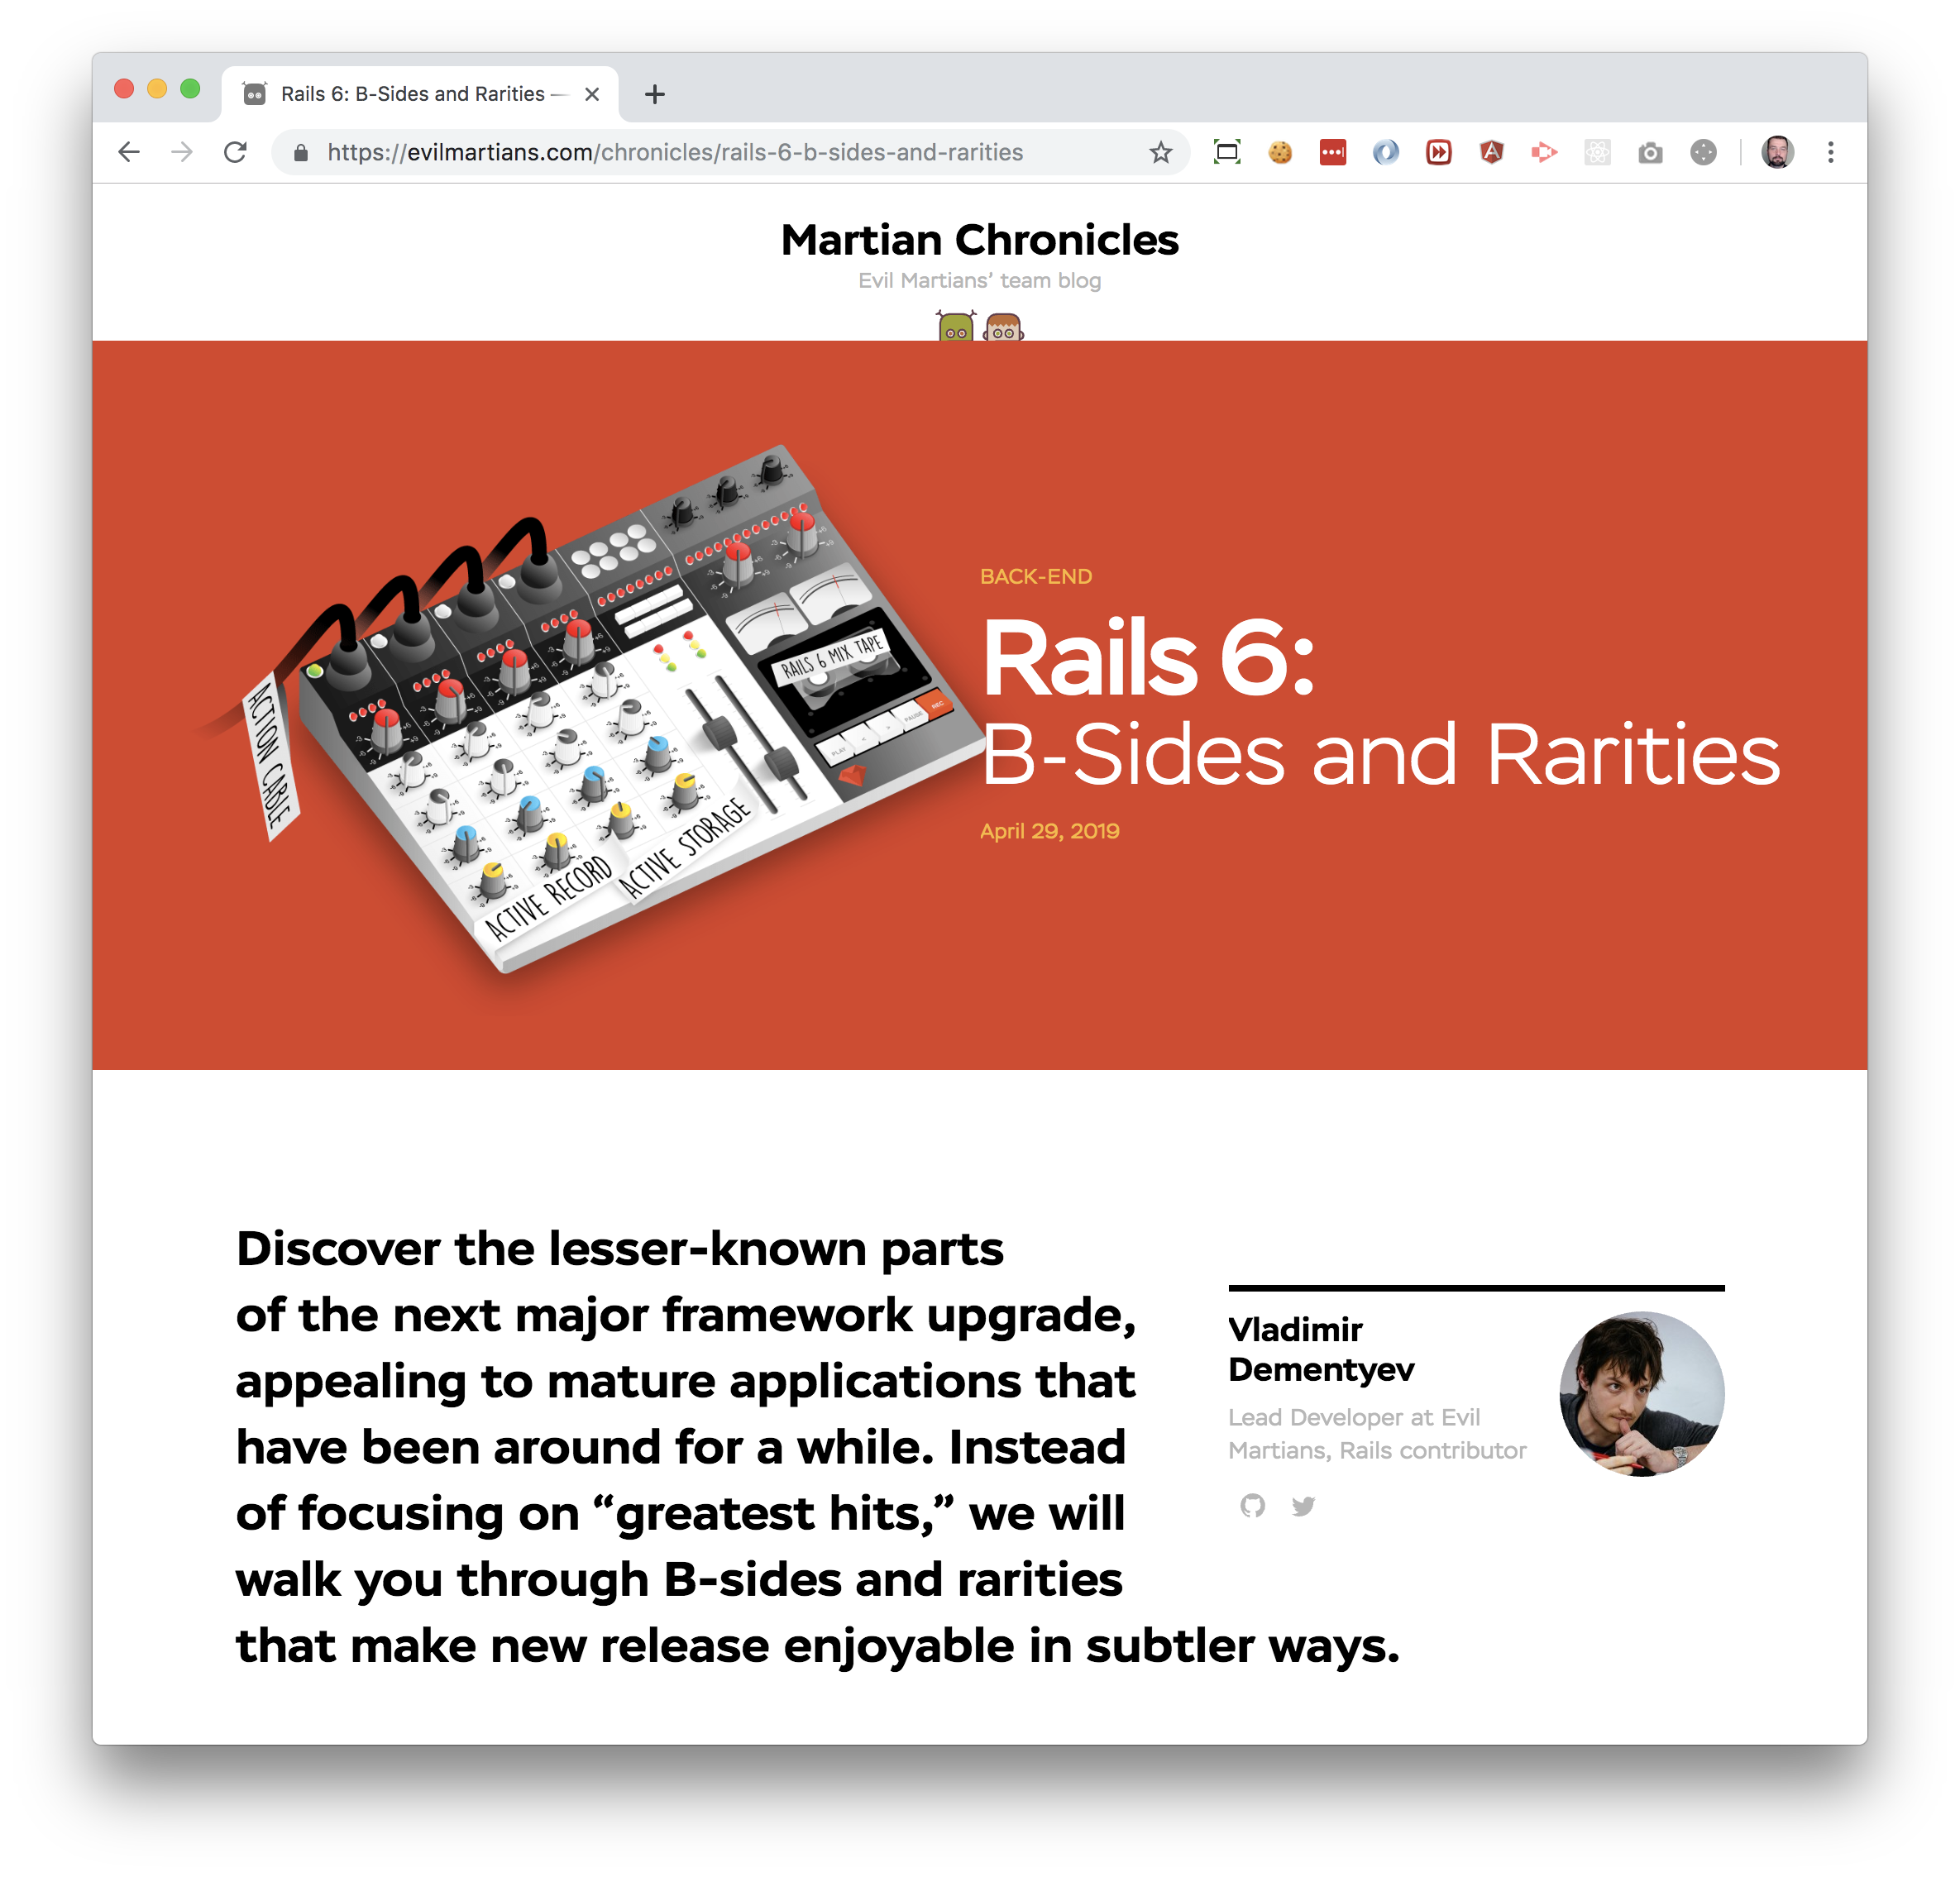 Rails 6: B-Sides and Rarities —
https://evilmartians.com/chronicles/rails-6-b-sides-and-rarities
Martian Chronicles
Evil Martians’ team blog
ACTION CABLE
ACTIVE RECORD
ACTIVE STORAGE
RAILS 6 MIX TAPE
PLAY
<
>
PAUSE
REC
BACK-END
Rails 6:
B-Sides and Rarities
April 29, 2019
Discover the lesser-known parts
of the next major framework upgrade,
appealing to mature applications that
have been around for a while. Instead
of focusing on “greatest hits,” we will
walk you through B-sides and rarities
that make new release enjoyable in subtler ways.
Vladimir
Dementyev
Lead Developer at Evil
Martians, Rails contributor